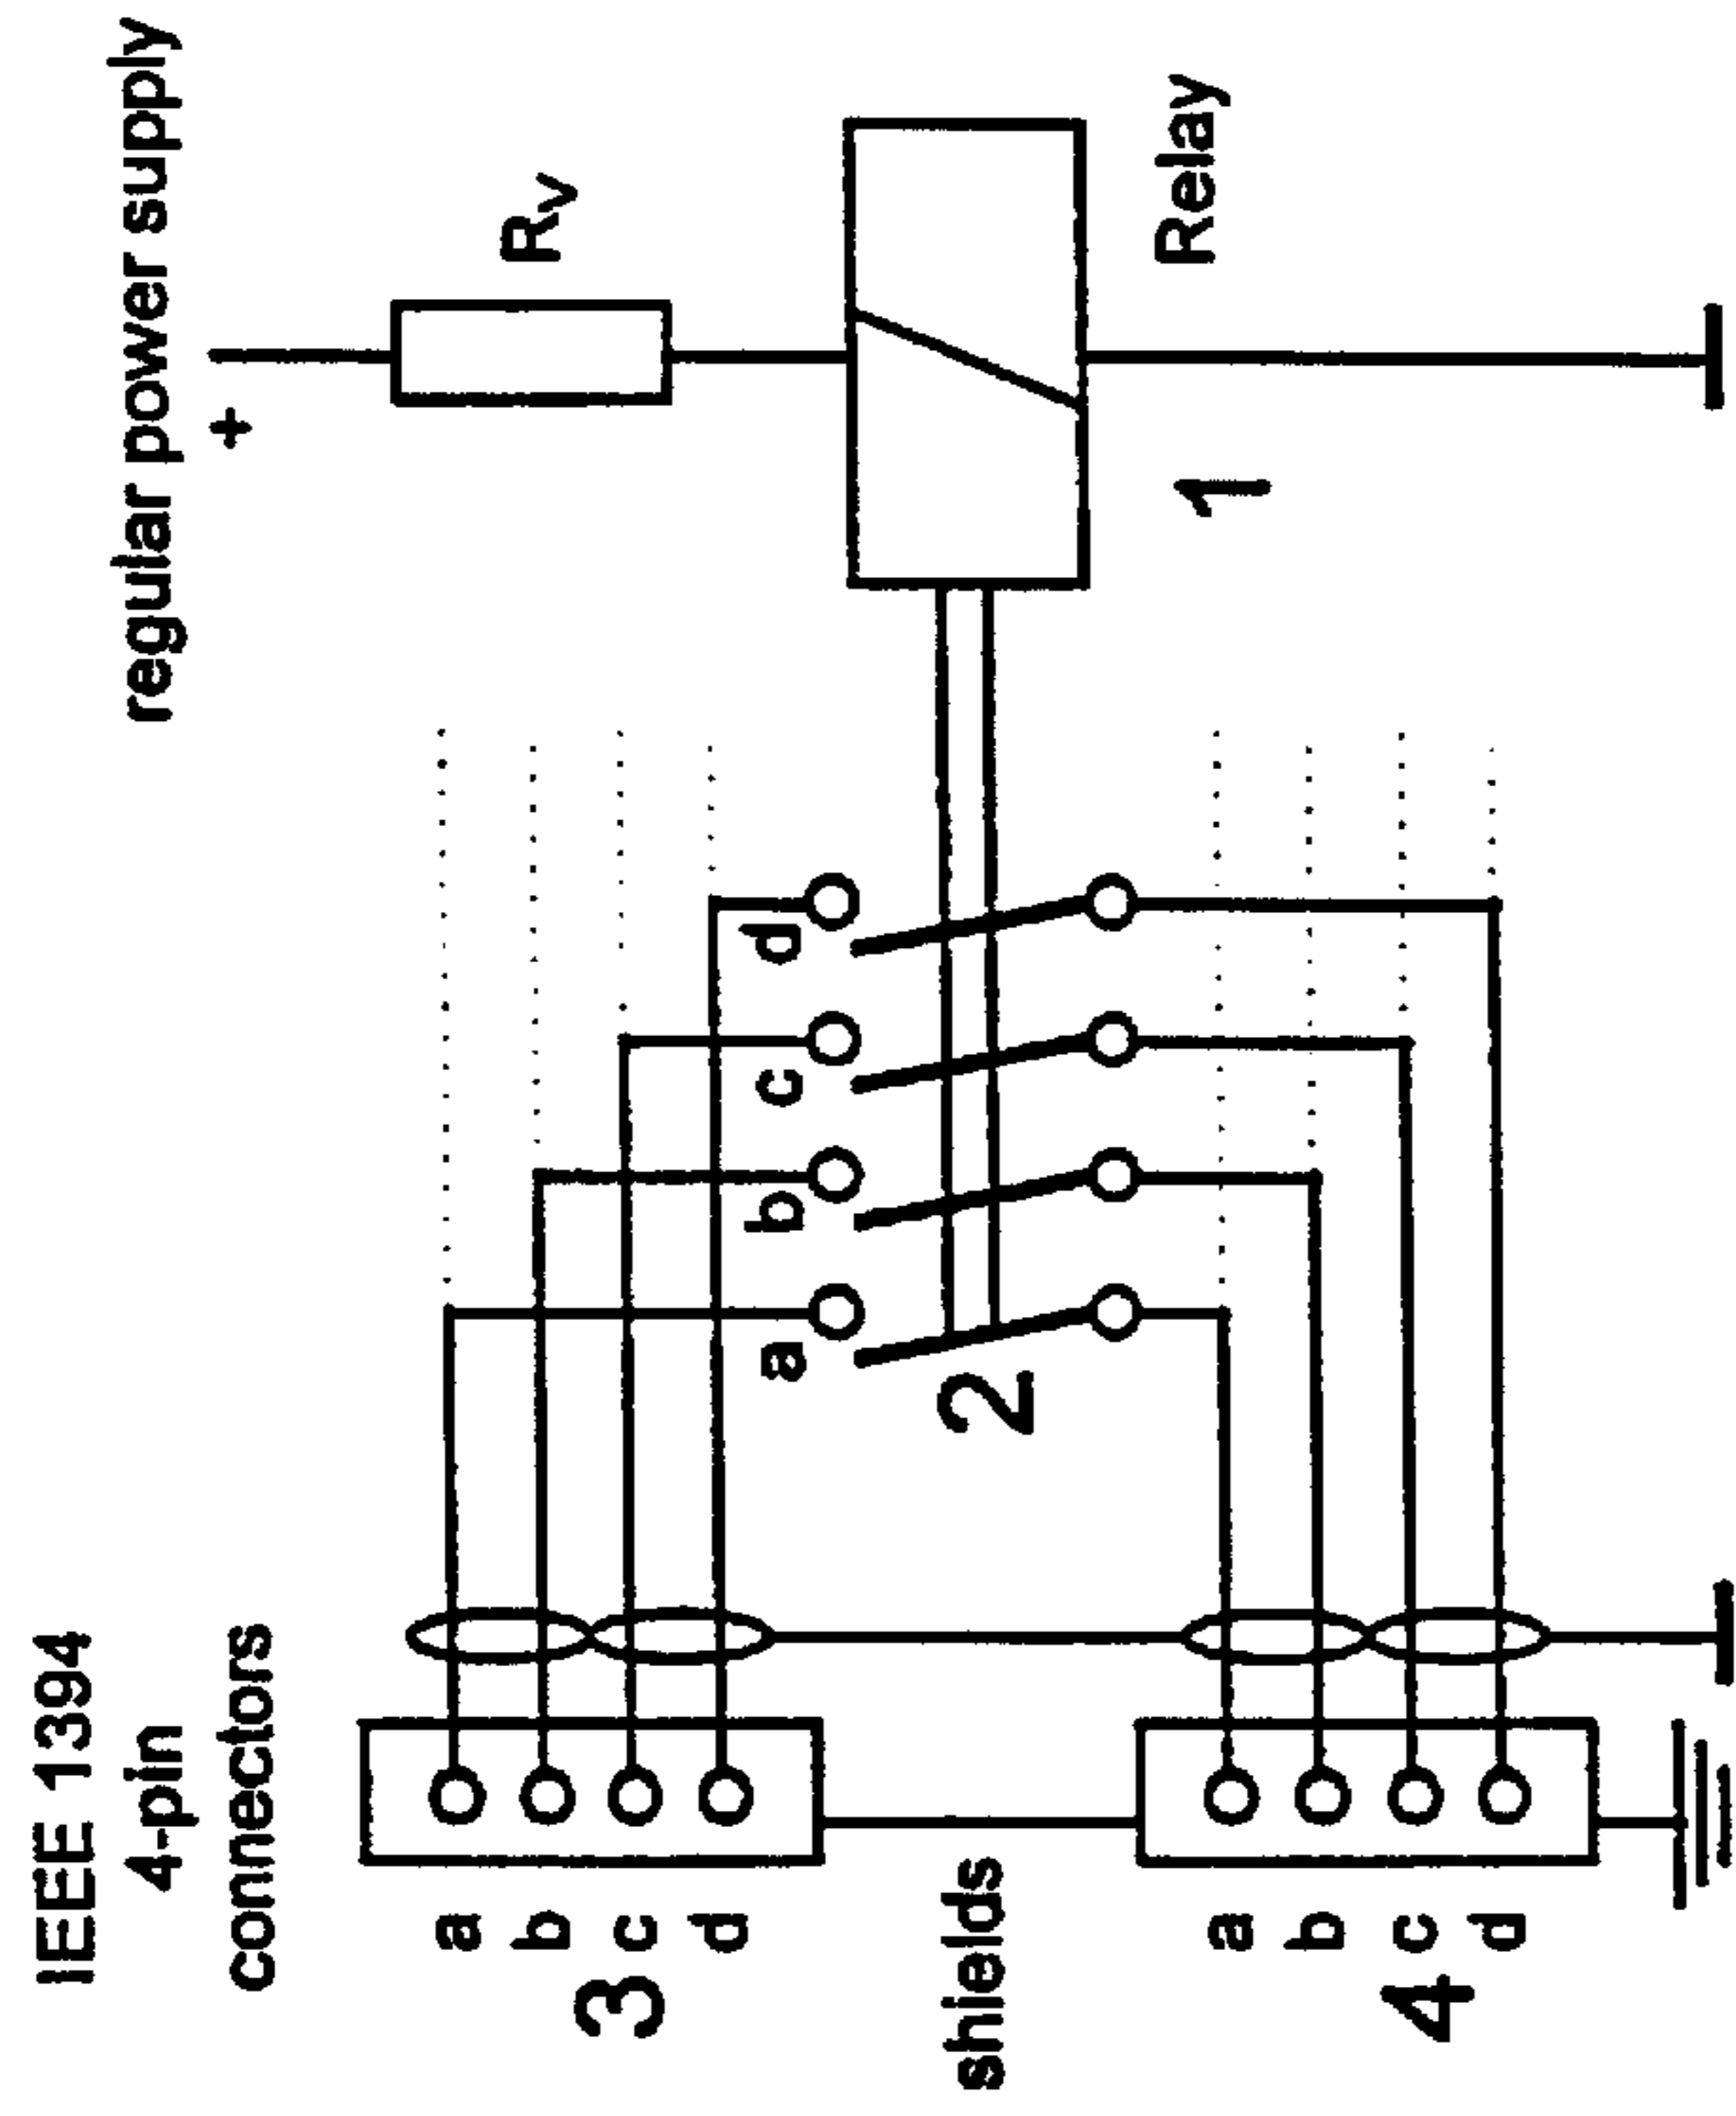 IEEE 1394
4-pin
connectors
regular power supply
+
a
b
c
d
3
Rv
a
b
c
d
2
shields
1
Relay
a
b
c
d
4